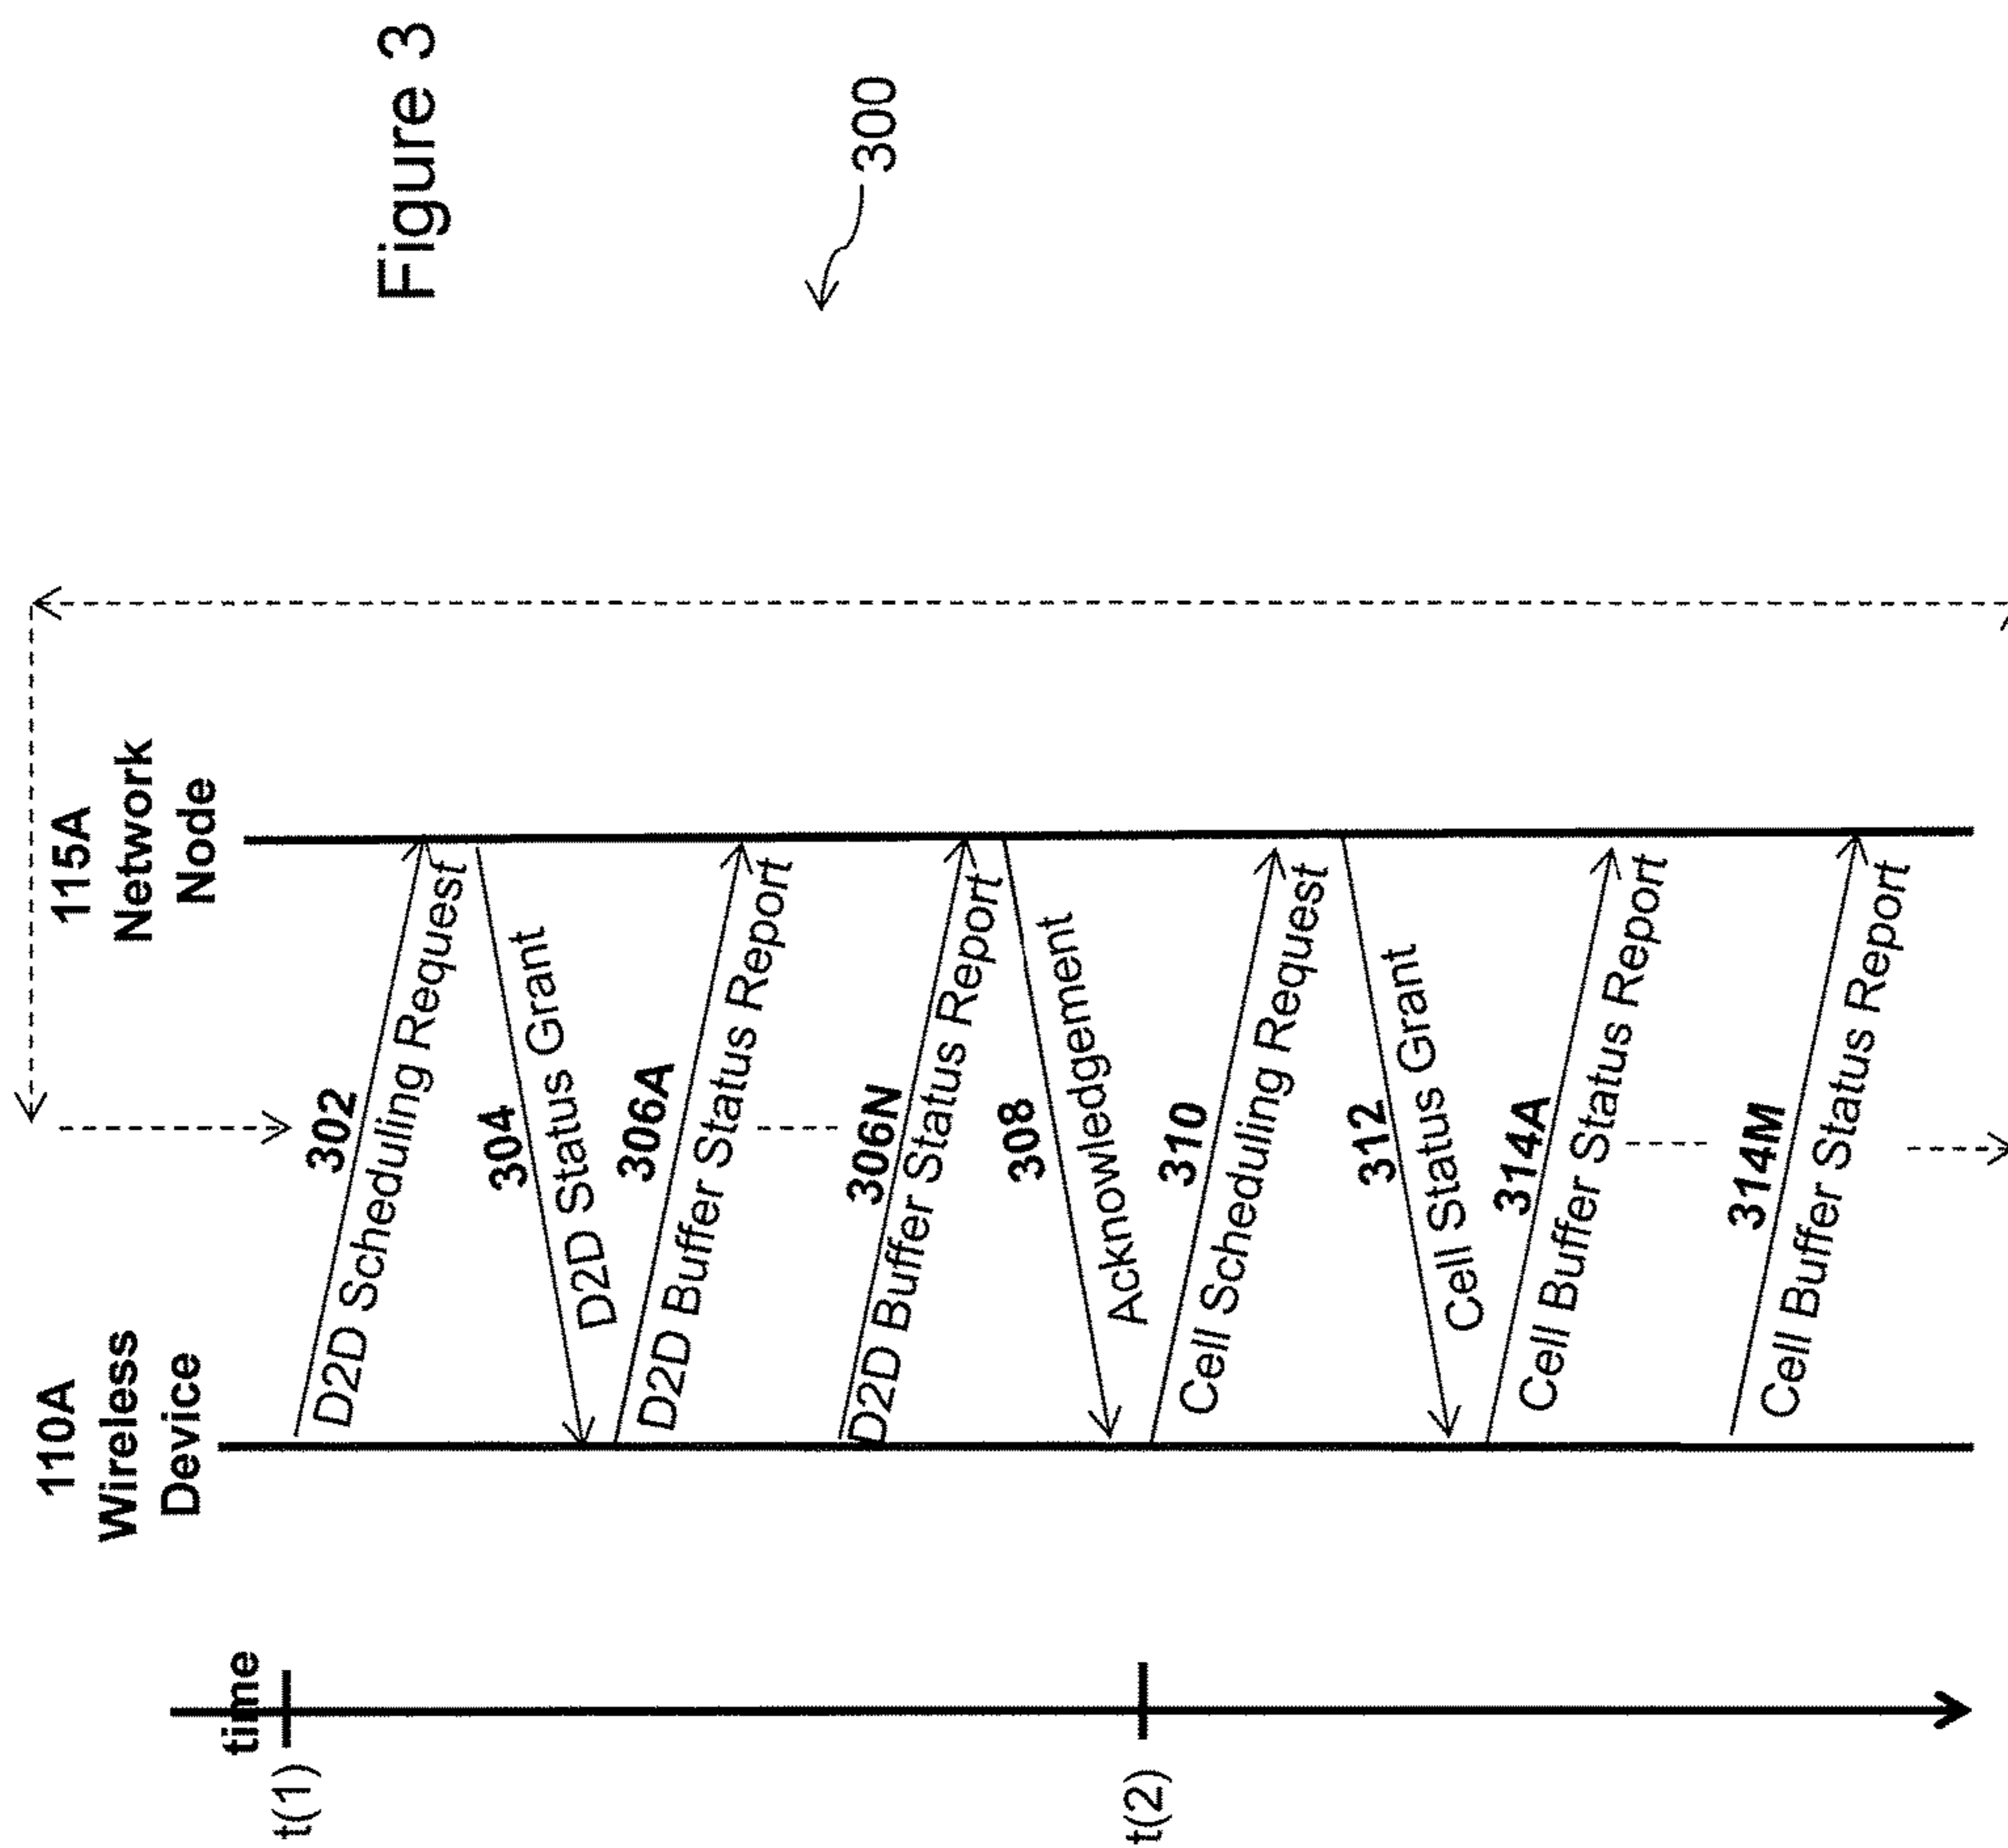 Figure 3
300
110A
Wireless
Device
115A
Network
Node
time
t(1)
302
D2D Scheduling Request
304
D2D Status Grant
306A
D2D Buffer Status Report
306N
D2D Buffer Status Report
308
Acknowledgement
t(2)
310
Cell Scheduling Request
312
Cell Status Grant
314A
Cell Buffer Status Report
314M
Cell Buffer Status Report